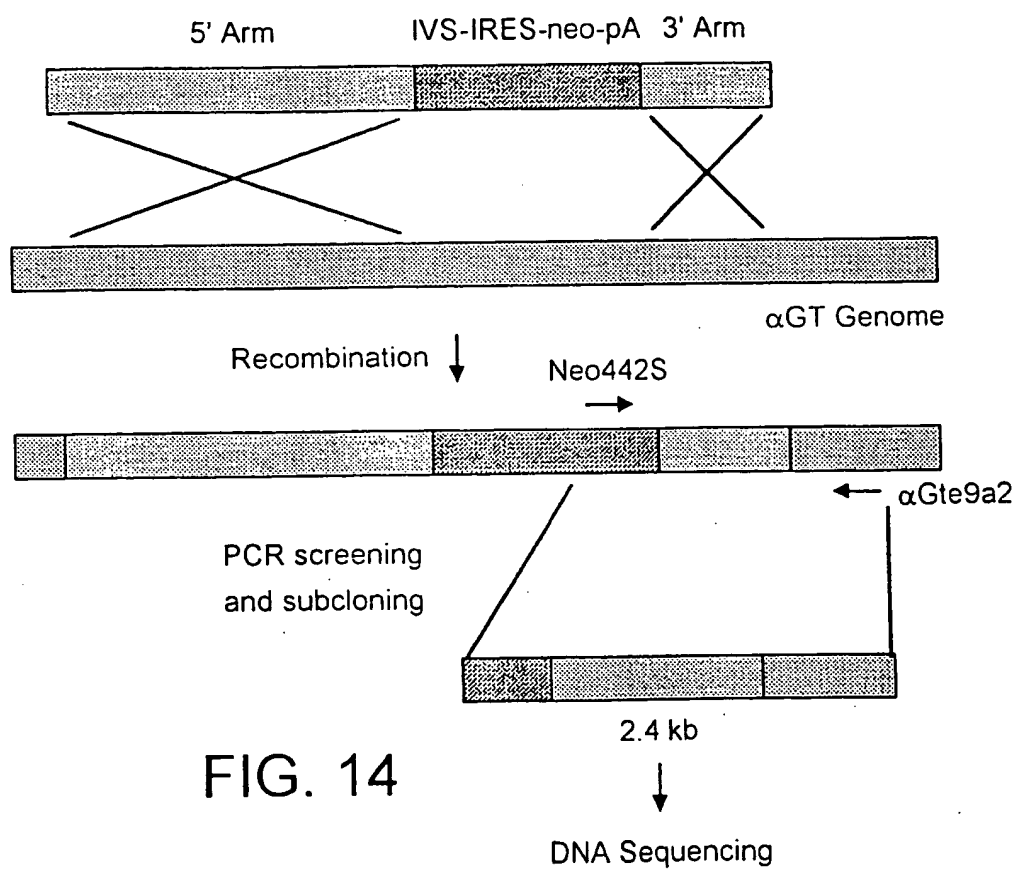 5' Arm
IVS-IRES-neo-pA
3' Arm
αGT Genome
Recombination
Neo442S
αGte9a2
PCR screening
and subcloning
2.4 kb
FIG. 14
DNA Sequencing